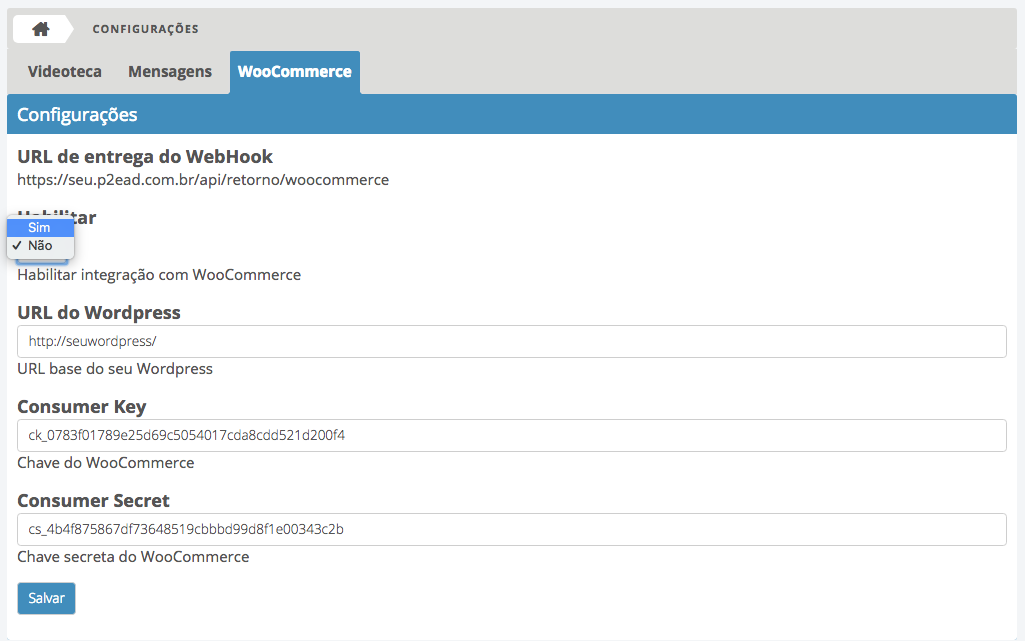 CONFIGURAÇÕES
Videoteca Mensagens WooCommerce
Configurações
URL de entrega do WebHook
https://seu.p2ead.com.br/api/retorno/woocommerce
Habilitar
Sim
✓ Não
Habilitar integração com WooCommerce
URL do Wordpress
http://seuwordpress/
URL base do seu Wordpress
Consumer Key
ck_0783f01789e25d69c5054017cda8cdd521d200f4
Chave do WooCommerce
Consumer Secret
cs_4b4f875867df73648519cbbbd99d8f1e00343c2b
Chave secreta do WooCommerce
Salvar